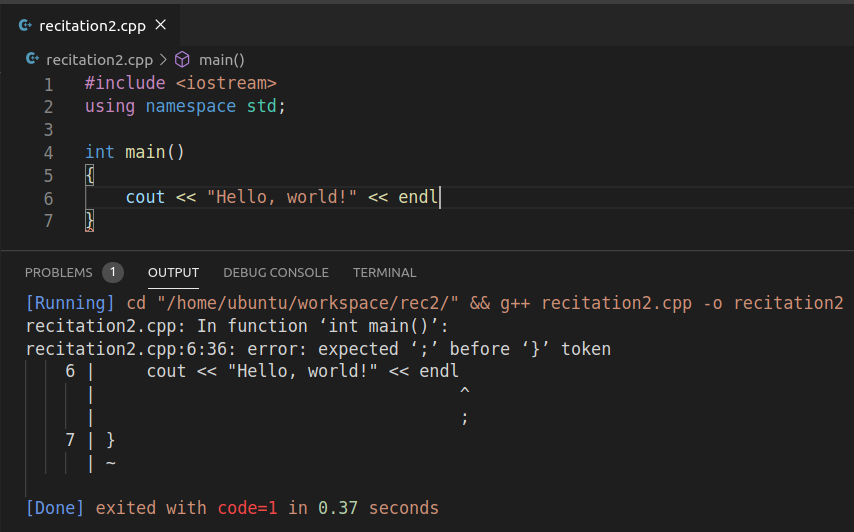 recitation2.cpp ×
recitation2.cpp > main()
1 #include <iostream>
2 using namespace std;
3
4 int main()
5 {
6     cout << "Hello, world!" << endl
7 }
PROBLEMS 1 OUTPUT DEBUG CONSOLE TERMINAL
[Running] cd "/home/ubuntu/workspace/rec2/" && g++ recitation2.cpp -o recitation2
recitation2.cpp: In function ‘int main()’:
recitation2.cpp:6:36: error: expected ‘;’ before ‘}’ token
    6 |     cout << "Hello, world!" << endl
      |                                    ^
      |                                    ;
    7 | }
      | ~
[Done] exited with code=1 in 0.37 seconds